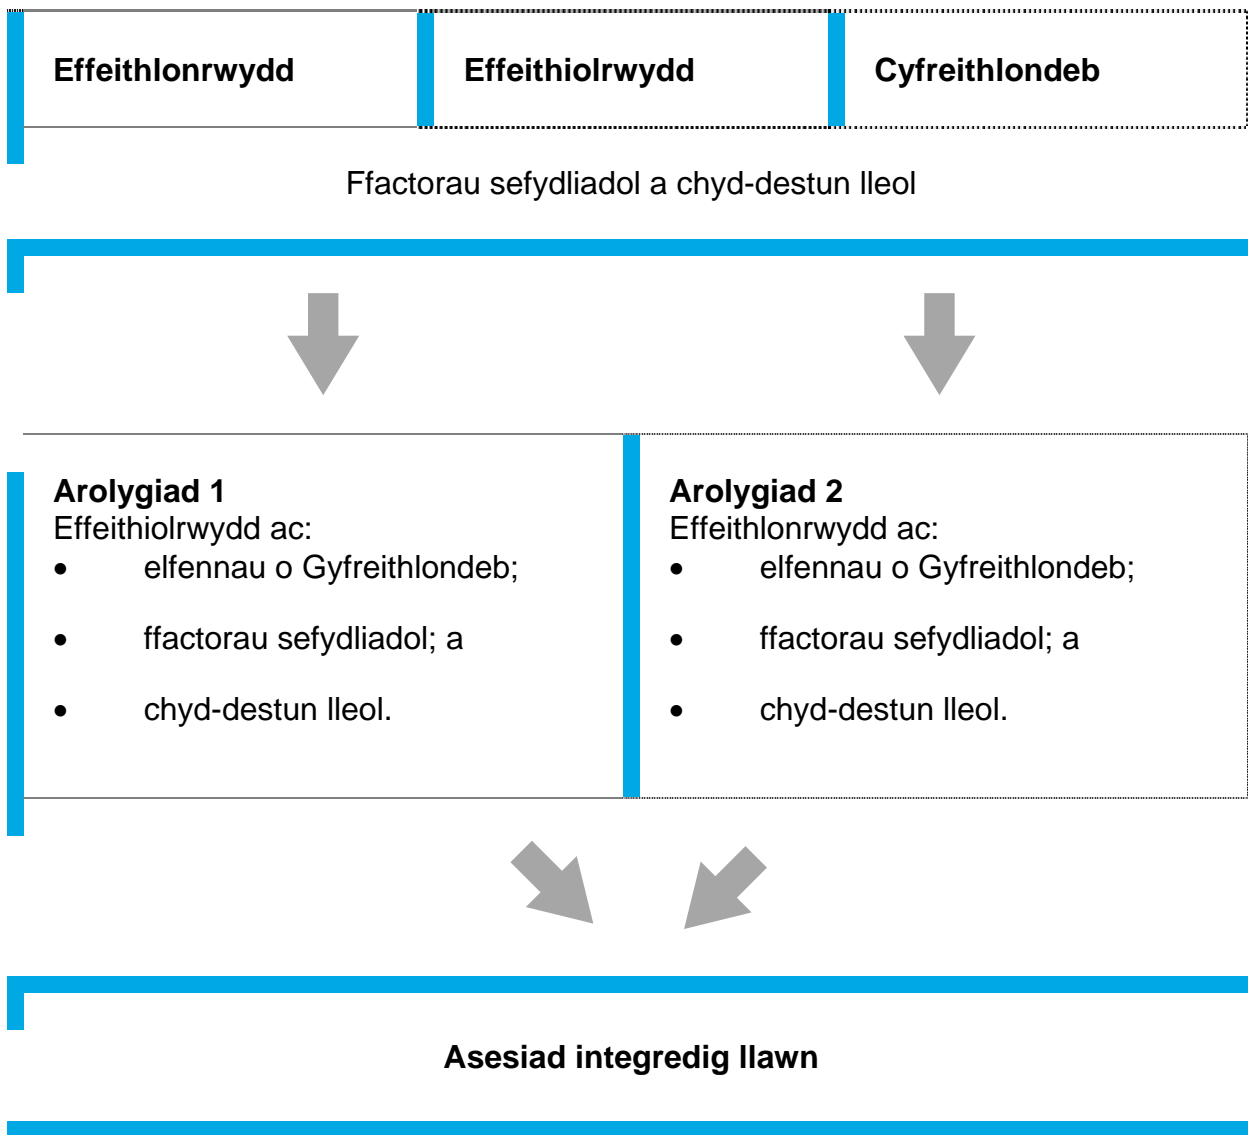 Effeithlonrwydd
Effeithiolrwydd
Cyfreithlondeb
Ffactorau sefydliadol a chyd-destun lleol
Arolygiad 1
Effeithiolrwydd ac:
• elfennau o Gyfreithlondeb;
• ffactorau sefydliadol; a
• chyd-destun lleol.
Arolygiad 2
Effeithlonrwydd ac:
• elfennau o Gyfreithlondeb;
• ffactorau sefydliadol; a
• chyd-destun lleol.
Asesiad integredig llawn